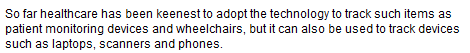 So far healthcare has been keenest to adopt the technology to track such items as
patient monitoring devices and wheelchairs, but it can also be used to track devices
such as laptops, scanners and phones.